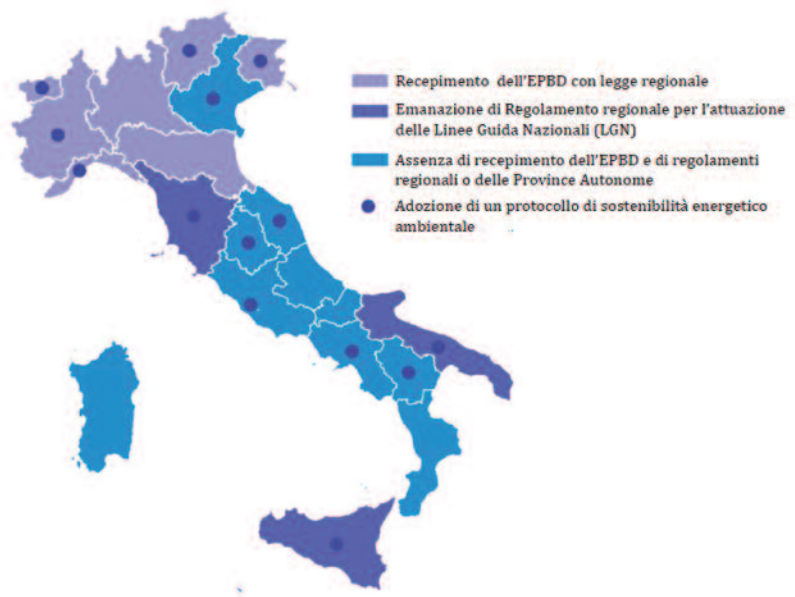 Recepimento dell'EPBD con legge regionale
Emanazione di Regolamento regionale per l'attuazione
delle Linee Guida Nazionali (LGN)
Assenza di recepimento dell'EPBD e di regolamenti
regionali o delle Province Autonome
Adozione di un protocollo di sostenibilità energetico
ambientale